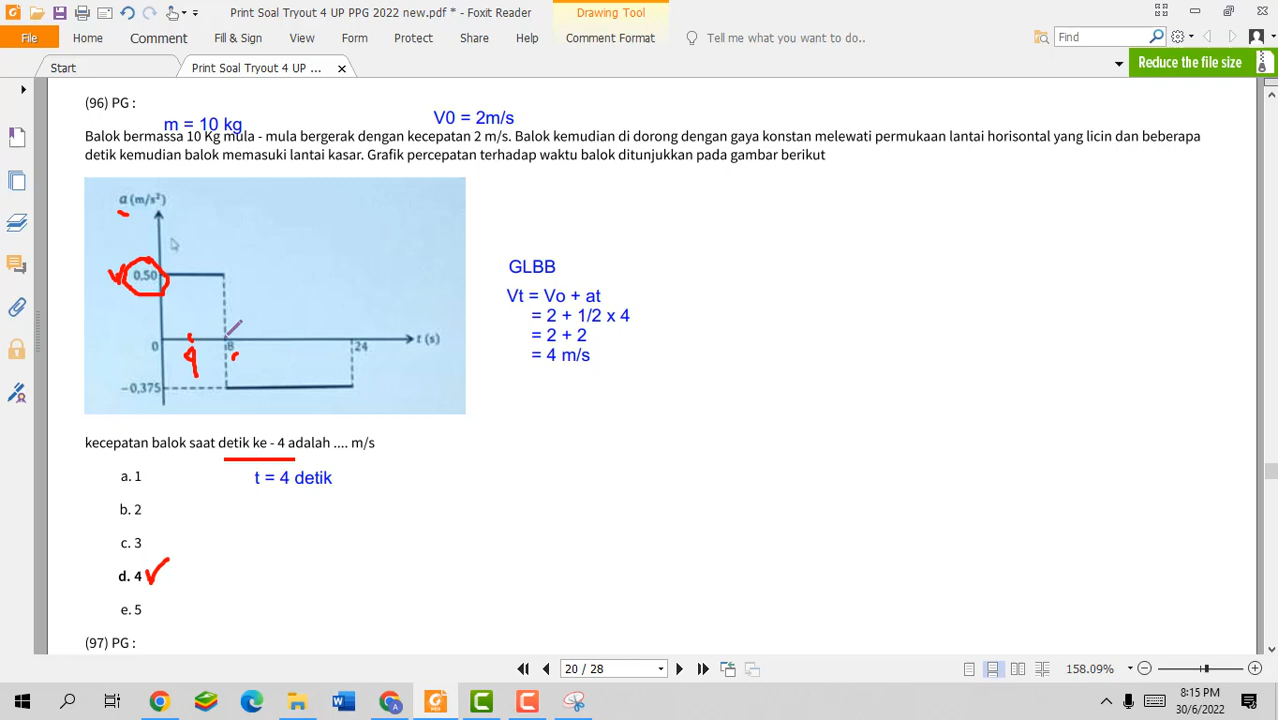 Print Soal Tryout 4 UP PPG 2022 new.pdf * - Foxit Reader
Drawing Tool
File
Home
Comment
Fill & Sign
View
Form
Protect
Share
Help
Comment Format
Tell me what you want to do..
Find
Start
Print Soal Tryout 4 UP ...
Reduce the file size
(96) PG :
m = 10 kg
V0 = 2m/s
Balok bermassa 10 Kg mula - mula bergerak dengan kecepatan 2 m/s. Balok kemudian di dorong dengan gaya konstan melewati permukaan lantai horisontal yang licin dan beberapa
detik kemudian balok memasuki lantai kasar. Grafik percepatan terhadap waktu balok ditunjukkan pada gambar berikut
a (m/s²)
0,50
0
8
24
t (s)
4
−0,375
GLBB
Vt = Vo + at
= 2 + 1/2 x 4
= 2 + 2
= 4 m/s
kecepatan balok saat detik ke - 4 adalah .... m/s
t = 4 detik
a. 1
b. 2
c. 3
d. 4
e. 5
(97) PG :
20 / 28
158.09%
8:15 PM
30/6/2022